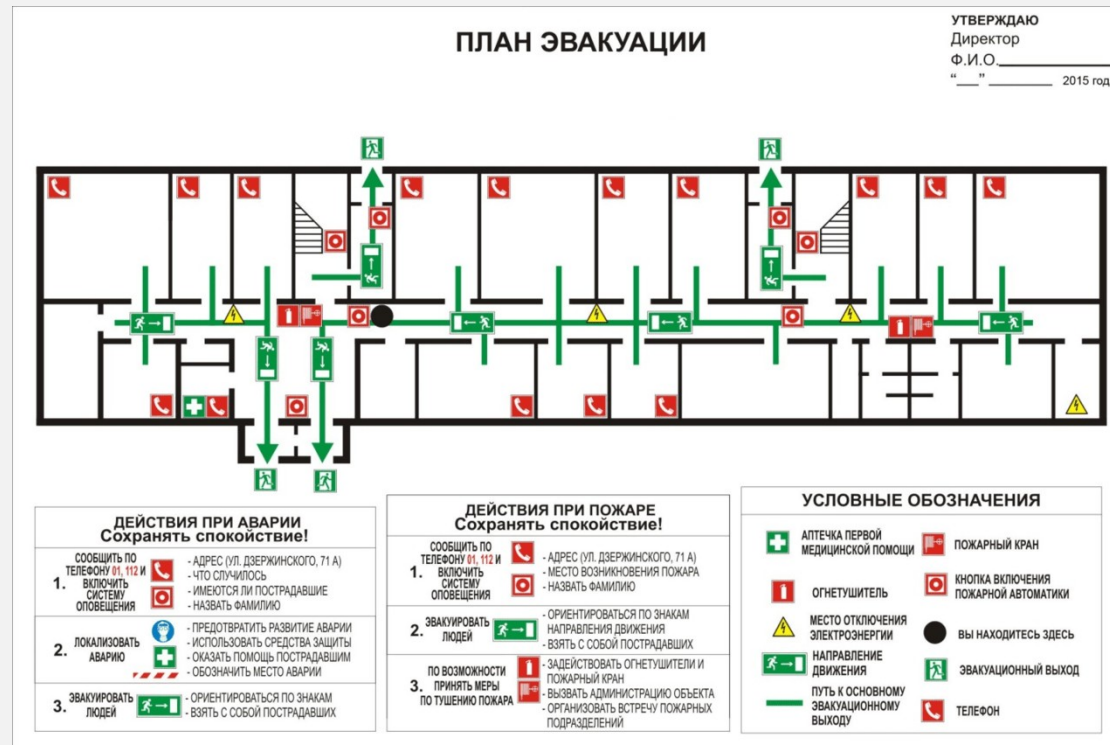 УТВЕРЖДАЮ
Директор
Ф.И.О.
“___” ________ 2015 год
ПЛАН ЭВАКУАЦИИ
ДЕЙСТВИЯ ПРИ АВАРИИ
Сохранять спокойствие!
1. СООБЩИТЬ ПО
ТЕЛЕФОНУ 01, 112 И
ВКЛЮЧИТЬ
СИСТЕМУ
ОПОВЕЩЕНИЯ
- АДРЕС (УЛ. ДЗЕРЖИНСКОГО, 71 А)
- ЧТО СЛУЧИЛОСЬ
- ИМЕЮТСЯ ЛИ ПОСТРАДАВШИЕ
- НАЗВАТЬ ФАМИЛИЮ
2. ЛОКАЛИЗОВАТЬ
АВАРИЮ
- ПРЕДОТВРАТИТЬ РАЗВИТИЕ АВАРИИ
- ИСПОЛЬЗОВАТЬ СРЕДСТВА ЗАЩИТЫ
- ОКАЗАТЬ ПОМОЩЬ ПОСТРАДАВШИМ
- ОБОЗНАЧИТЬ МЕСТО АВАРИИ
3. ЭВАКУИРОВАТЬ
ЛЮДЕЙ
- ОРИЕНТИРОВАТЬСЯ ПО ЗНАКАМ
- ВЗЯТЬ С СОБОЙ ПОСТРАДАВШИХ
ДЕЙСТВИЯ ПРИ ПОЖАРЕ
Сохранять спокойствие!
1. СООБЩИТЬ ПО
ТЕЛЕФОНУ 01, 112 И
ВКЛЮЧИТЬ
СИСТЕМУ
ОПОВЕЩЕНИЯ
- АДРЕС (УЛ. ДЗЕРЖИНСКОГО, 71 А)
- МЕСТО ВОЗНИКНОВЕНИЯ ПОЖАРА
- НАЗВАТЬ ФАМИЛИЮ
2. ЭВАКУИРОВАТЬ
ЛЮДЕЙ
- ОРИЕНТИРОВАТЬСЯ ПО ЗНАКАМ
НАПРАВЛЕНИЯ ДВИЖЕНИЯ
- ВЗЯТЬ С СОБОЙ ПОСТРАДАВШИХ
3. ПО ВОЗМОЖНОСТИ
ПРИНЯТЬ МЕРЫ
ПО ТУШЕНИЮ ПОЖАРА
- ЗАДЕЙСТВОВАТЬ ОГНЕТУШИТЕЛИ И
ПОЖАРНЫЙ КРАН
- ВЫЗВАТЬ АДМИНИСТРАЦИЮ ОБЪЕКТА
- ОРГАНИЗОВАТЬ ВСТРЕЧУ ПОЖАРНЫХ
ПОДРАЗДЕЛЕНИЙ
УСЛОВНЫЕ ОБОЗНАЧЕНИЯ
АПТЕЧКА ПЕРВОЙ
МЕДИЦИНСКОЙ ПОМОЩИ
ОГНЕТУШИТЕЛЬ
МЕСТО ОТКЛЮЧЕНИЯ
ЭЛЕКТРОЭНЕРГИИ
НАПРАВЛЕНИЕ
ДВИЖЕНИЯ
ПУТЬ К ОСНОВНОМУ
ЭВАКУАЦИОННОМУ
ВЫХОДУ
ПОЖАРНЫЙ КРАН
КНОПКА ВКЛЮЧЕНИЯ
ПОЖАРНОЙ АВТОМАТИКИ
ВЫ НАХОДИТЕСЬ ЗДЕСЬ
ЭВАКУАЦИОННЫЙ ВЫХОД
ТЕЛЕФОН